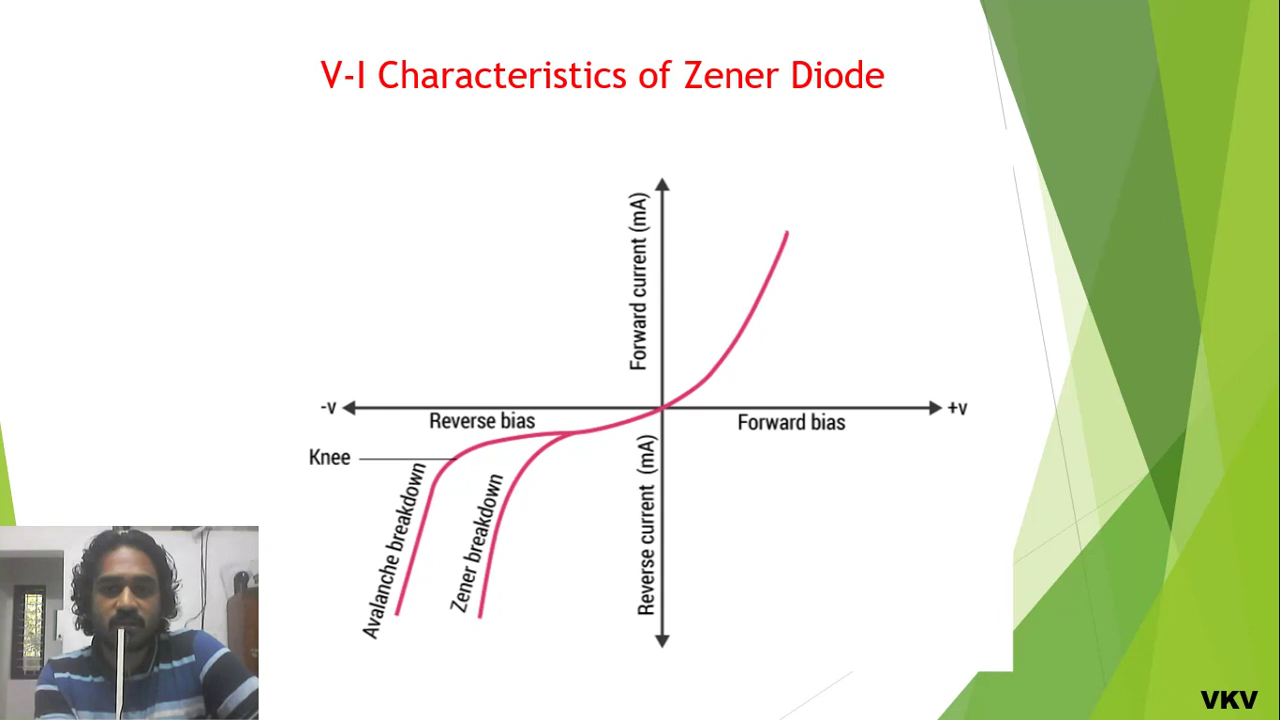 V-I Characteristics of Zener Diode
Forward current (mA)
-v
+v
Reverse bias
Forward bias
Knee
Avalanche breakdown
Zener breakdown
Reverse current (mA)
VKV